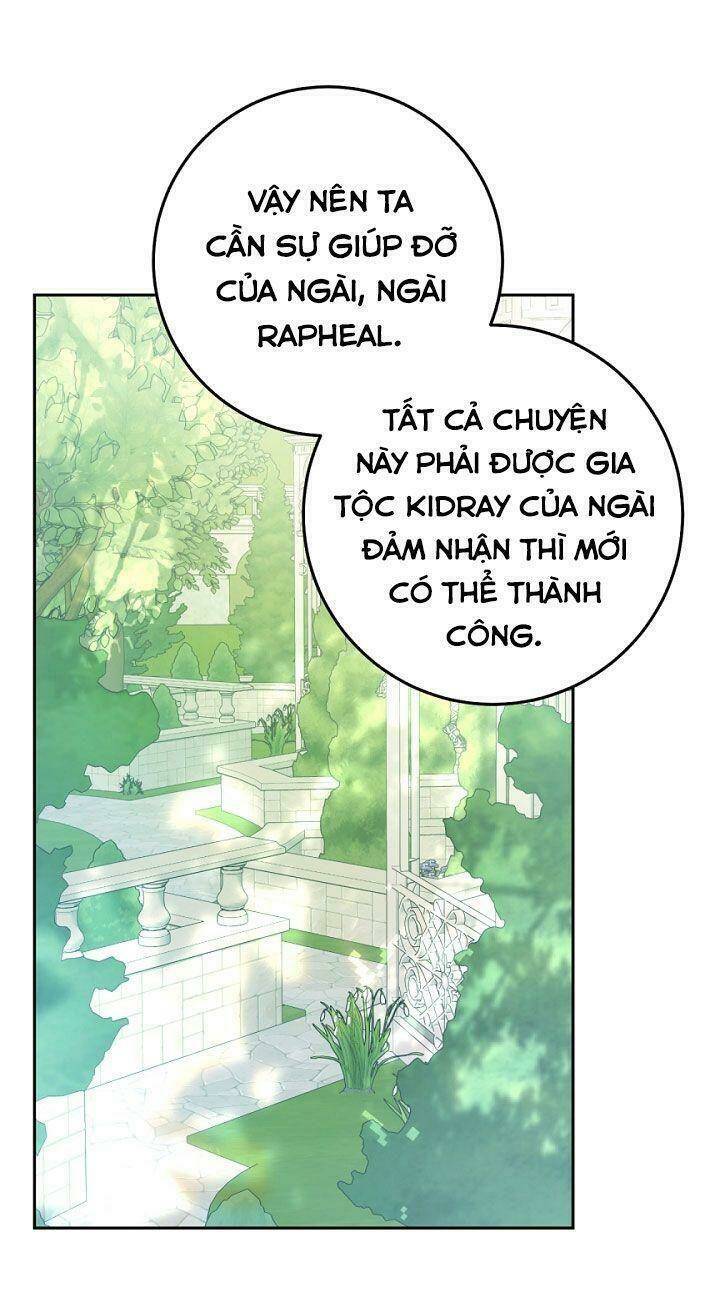 VẬY NÊN TA
CẦN SỰ GIÚP ĐỠ
CỦA NGÀI, NGÀI
RAPHEAL.
TẤT CẢ CHUYỆN
NÀY PHẢI ĐƯỢC GIA
TỘC KIDRAY CỦA NGÀI
ĐẢM NHẬN THÌ MỚI
CÓ THỂ THÀNH
CÔNG.